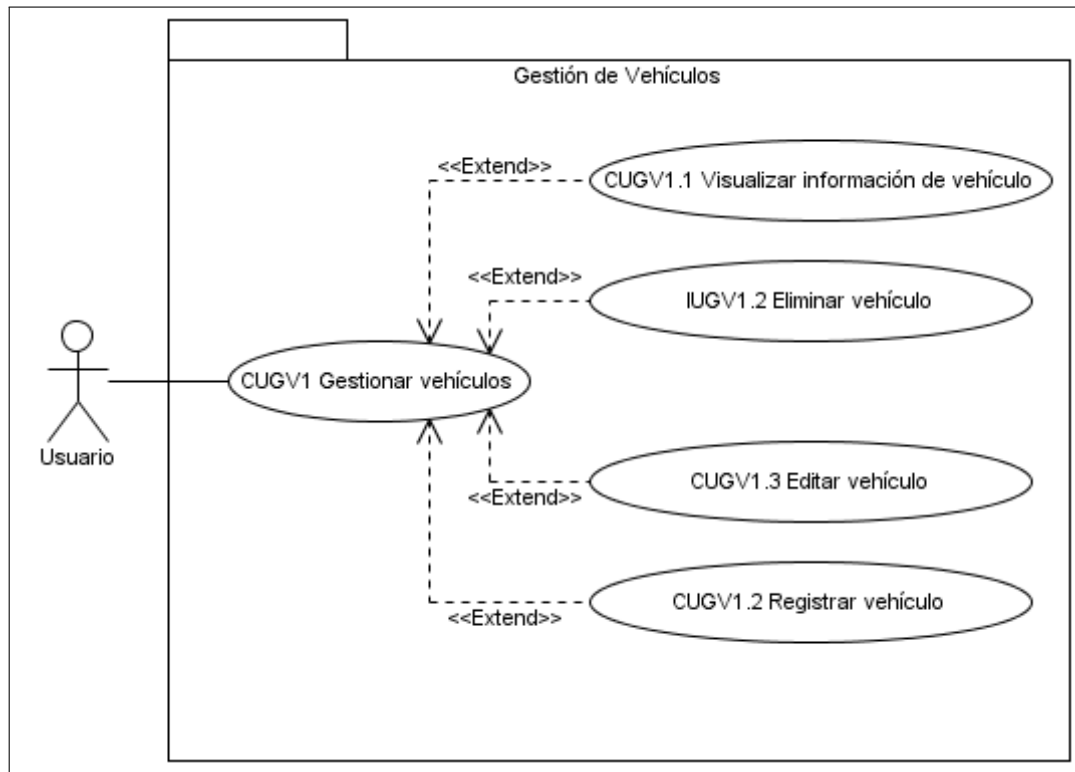 Gestión de Vehículos
<<Extend>>
CUGV1.1 Visualizar información de vehículo
<<Extend>>
IUGV1.2 Eliminar vehículo
CUGV1 Gestionar vehículos
Usuario
CUGV1.3 Editar vehículo
<<Extend>>
CUGV1.2 Registrar vehículo
<<Extend>>